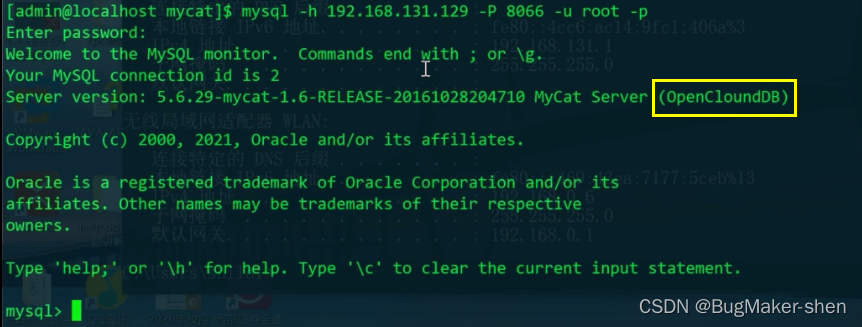 [admin@localhost mycat]$ mysql -h 192.168.131.129 -P 8066 -u root -p
Enter password:
Welcome to the MySQL monitor.  Commands end with ; or \g.
Your MySQL connection id is 2
Server version: 5.6.29-mycat-1.6-RELEASE-20161028204710 MyCat Server (OpenCloundDB)
Copyright (c) 2000, 2021, Oracle and/or its affiliates.
Oracle is a registered trademark of Oracle Corporation and/or its
affiliates. Other names may be trademarks of their respective
owners.
Type 'help;' or '\h' for help. Type '\c' to clear the current input statement.
mysql>
CSDN @BugMaker-shen